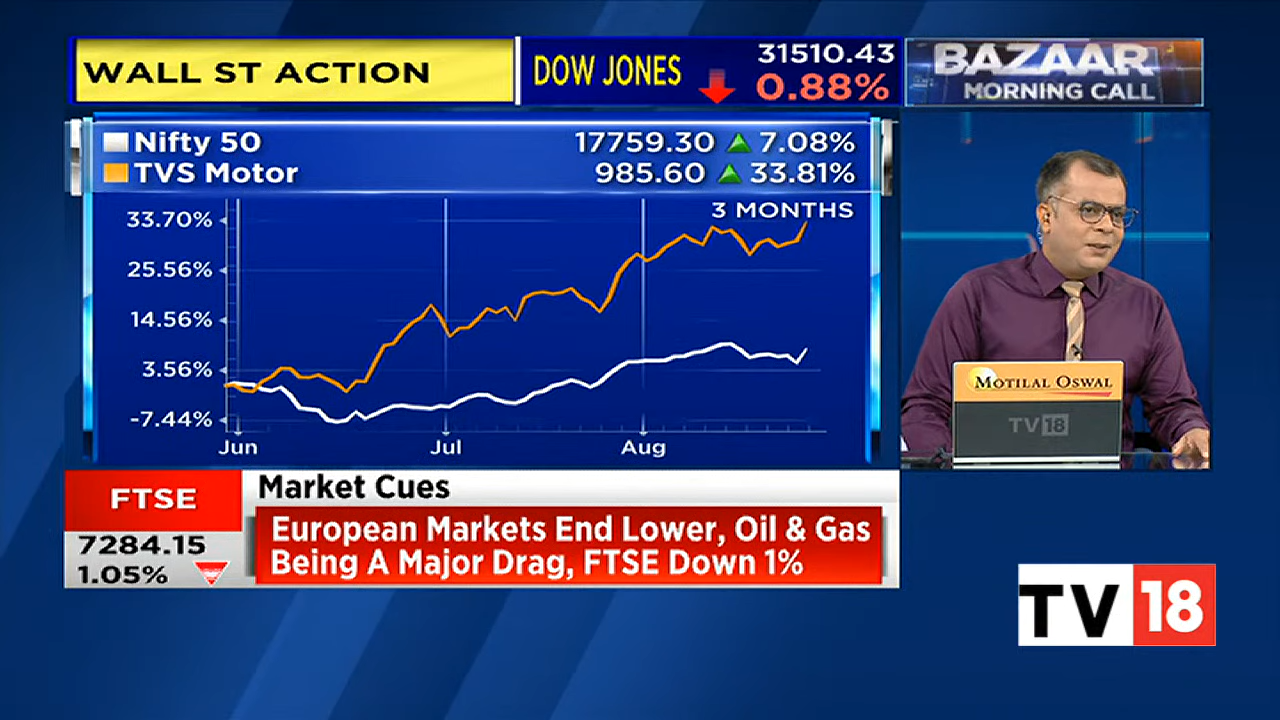 WALL ST ACTION
DOW JONES
31510.43
0.88%
BAZAAR
MORNING CALL
Nifty 50 17759.30 7.08%
TVS Motor 985.60 33.81%
3 MONTHS
33.70%
25.56%
14.56%
3.56%
-7.44%
Jun Jul Aug
MOTILAL OSWAL
TV18
FTSE
7284.15
1.05%
Market Cues
European Markets End Lower, Oil & Gas
Being A Major Drag, FTSE Down 1%
TV18